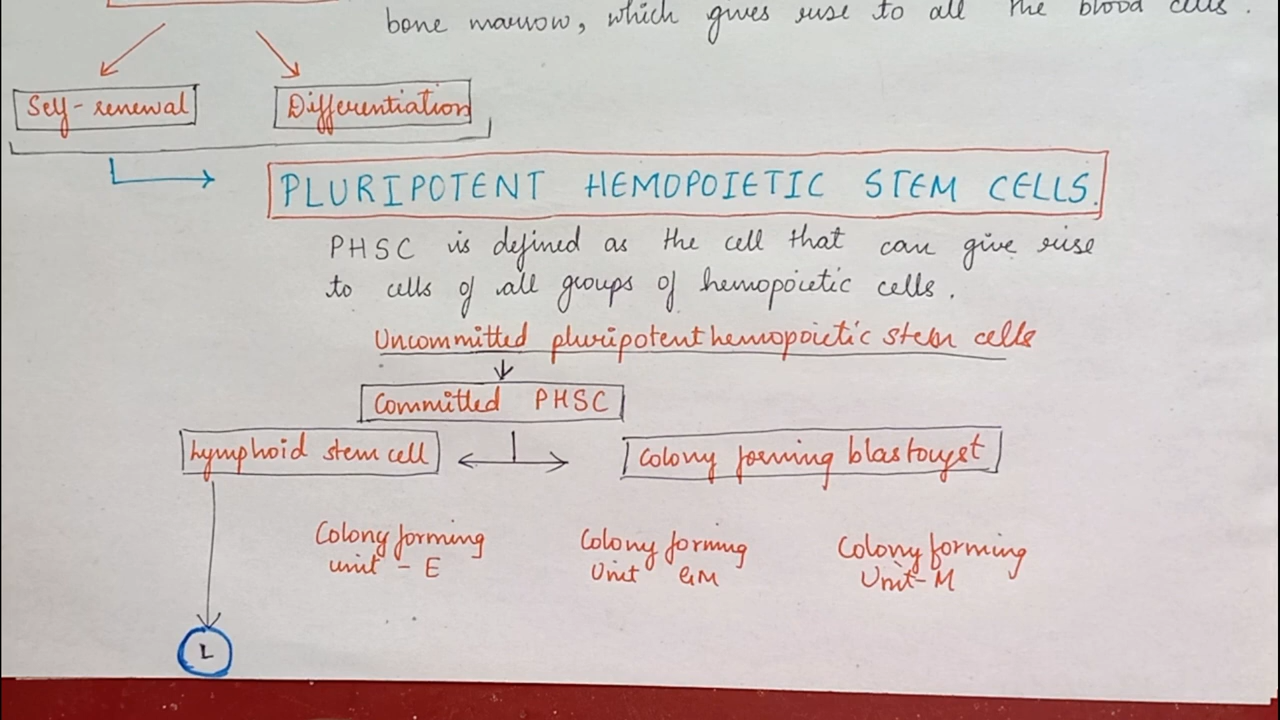 bone marrow, which gives rise to all the blood cells.
Self-renewal
Differentiation
PLURIPOTENT HEMOPOIETIC STEM CELLS.
PHSC is defined as the cell that can give rise
to cells of all groups of hemopoietic cells.
Uncommitted pluripotent hemopoietic stem cells
Committed PHSC
Lymphoid stem cell
Colony forming blastocyst
Colony forming
unit - E
Colony forming
Unit GM
Colony forming
Unit-M
L